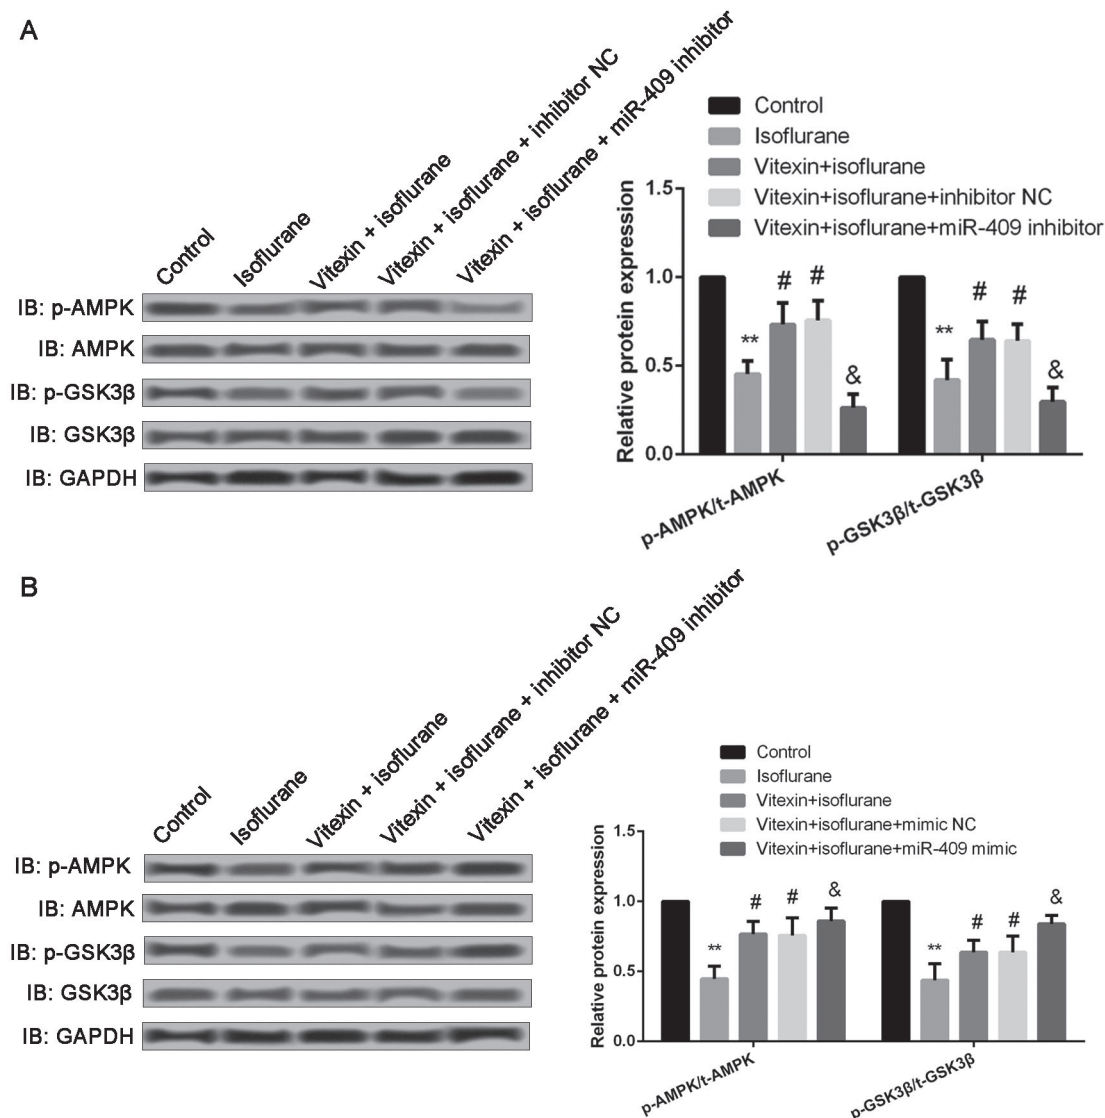 A
Control
Isoflurane
Vitexin + isoflurane
Vitexin + isoflurane + inhibitor NC
Vitexin + isoflurane + miR-409 inhibitor
IB: p-AMPK
IB: AMPK
IB: p-GSK3β
IB: GSK3β
IB: GAPDH
Control
Isoflurane
Vitexin+isoflurane
Vitexin+isoflurane+inhibitor NC
Vitexin+isoflurane+miR-409 inhibitor
Relative protein expression
1.5
1.0
0.5
0.0
** # # &
** # # &
p-AMPK/t-AMPK
p-GSK3β/t-GSK3β
B
Control
Isoflurane
Vitexin + isoflurane
Vitexin + isoflurane + inhibitor NC
Vitexin + isoflurane + miR-409 inhibitor
IB: p-AMPK
IB: AMPK
IB: p-GSK3β
IB: GSK3β
IB: GAPDH
Control
Isoflurane
Vitexin+isoflurane
Vitexin+isoflurane+mimic NC
Vitexin+isoflurane+miR-409 mimic
Relative protein expression
1.5
1.0
0.5
0.0
** # # &
** # # &
p-AMPK/t-AMPK
p-GSK3β/t-GSK3β